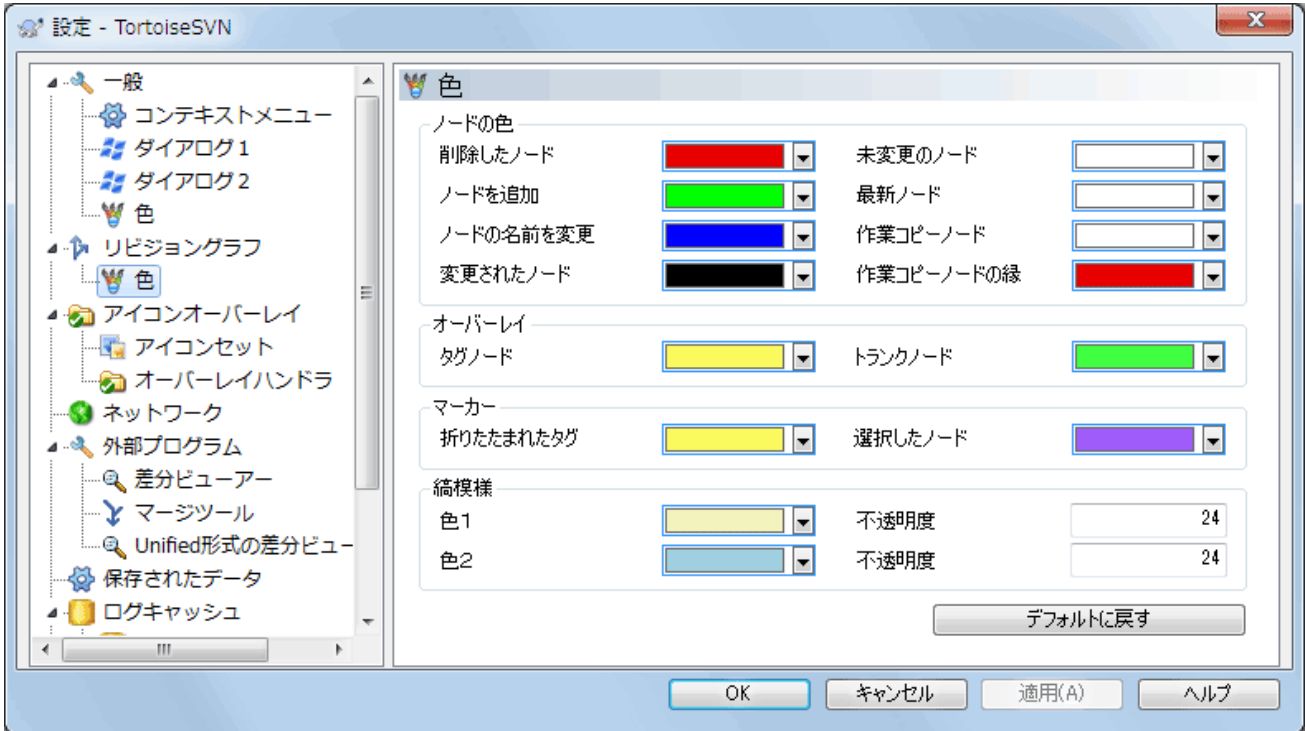 設定 - TortoiseSVN
一般
コンテキストメニュー
ダイアログ 1
ダイアログ 2
色
リビジョングラフ
色
アイコンオーバーレイ
アイコンセット
オーバーレイハンドラ
ネットワーク
外部プログラム
差分ビューアー
マージツール
Unified形式の差分ビュー
保存されたデータ
ログキャッシュ
色
ノードの色
削除したノード
未変更のノード
ノードを追加
最新ノード
ノードの名前を変更
作業コピーノード
変更されたノード
作業コピーノードの縁
オーバーレイ
タグノード
トランクノード
マーカー
折りたたまれたタグ
選択したノード
縞模様
色1
不透明度
24
色2
不透明度
24
デフォルトに戻す
OK
キャンセル
適用(A)
ヘルプ